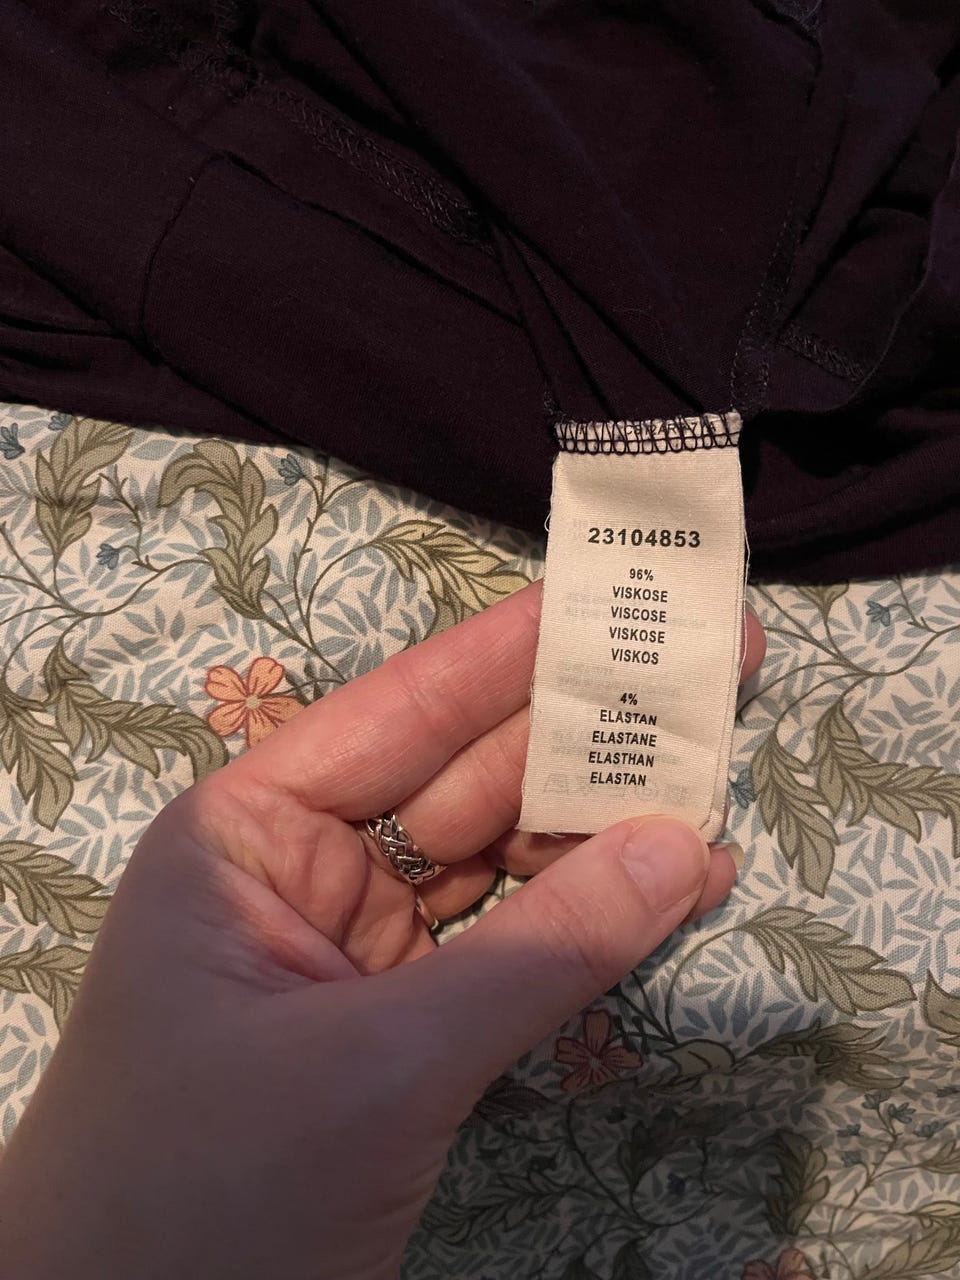 23104853
96%
VISKOSE
VISCOSE
VISKOSE
VISKOS
4%
ELASTAN
ELASTANE
ELASTHAN
ELASTAN